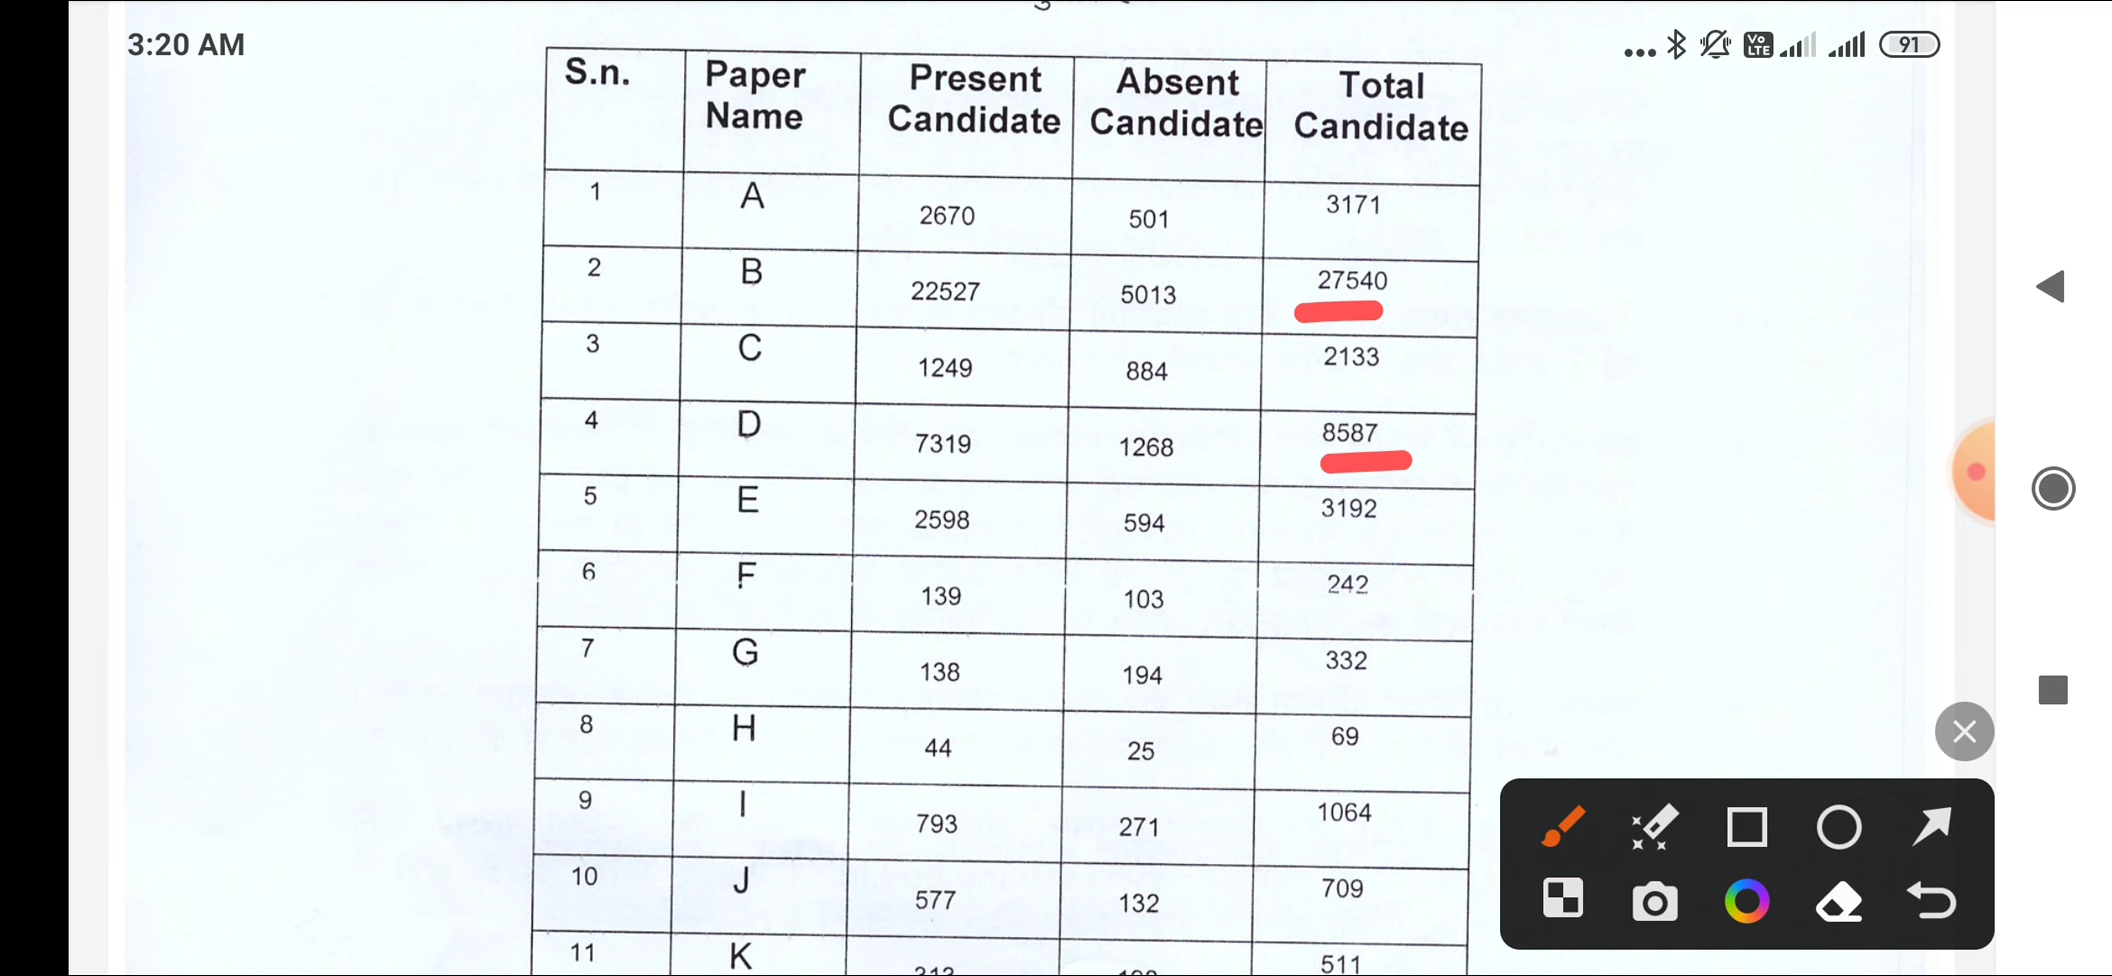 3:20 AM
Vo LTE
91
S.n. Paper Name Present Candidate Absent Candidate Total Candidate
1 A 2670 501 3171
2 B 22527 5013 27540
3 C 1249 884 2133
4 D 7319 1268 8587
5 E 2598 594 3192
6 F 139 103 242
7 G 138 194 332
8 H 44 25 69
9 I 793 271 1064
10 J 577 132 709
11 K 511